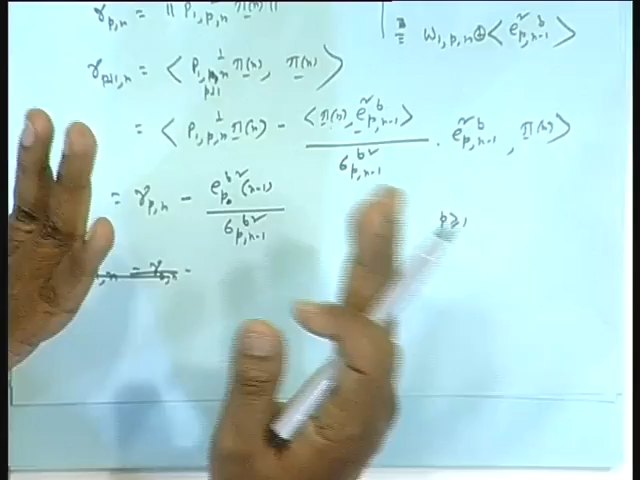 γ_{p,n} = || P^⊥_{1,p,n} π(n) ||²
≡ W_{1,p,n} ⊕ < ẽ^b_{p,n-1} >
γ_{p+1,n} = < P^⊥_{1,p+1,n} π(n), π(n) >
= < P^⊥_{1,p,n} π(n) - <π(n), ẽ^b_{p,n-1}> / σ^{b²}_{p,n-1} . ẽ^b_{p,n-1}, π(n) >
= γ_{p,n} - e^{b²}_p(n-1) / σ^{b²}_{p,n-1}
p ≥ 1